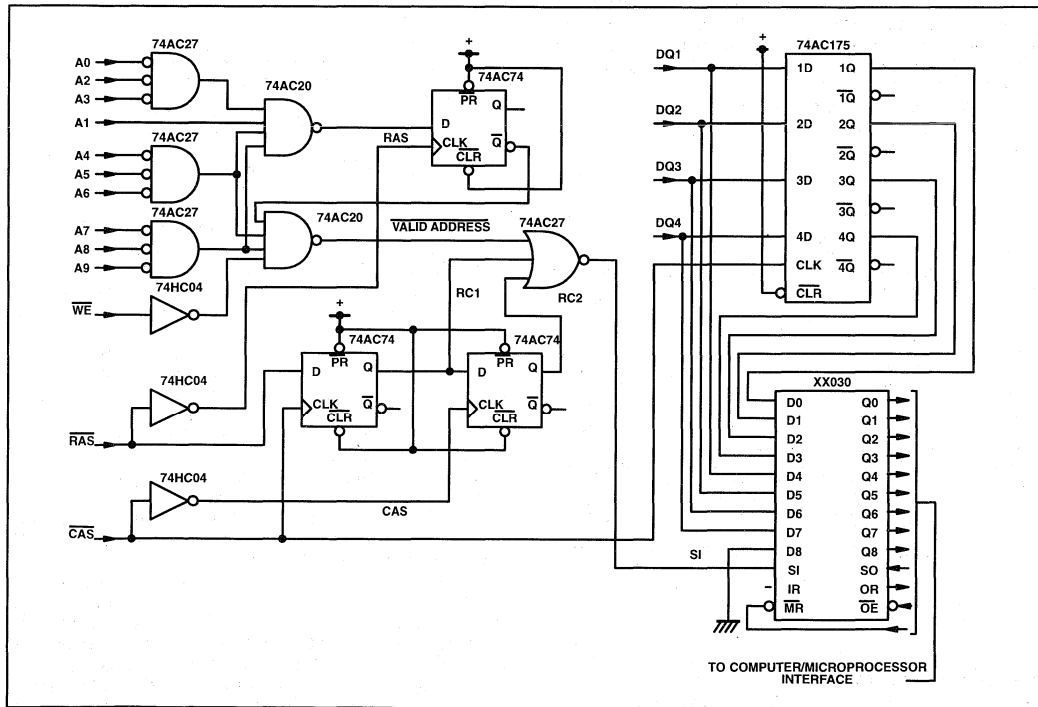 74AC27
A0
A2
A3
74AC20
A1
74AC27
A4
A5
A6
74AC27
A7
A8
A9
74HC04
WE
74HC04
RAS
74HC04
CAS
+
74AC74
PR
D
Q
CLK
Q
CLR
RAS
74AC20
VALID ADDRESS
74AC27
RC1
RC2
+
74AC74
PR
D
Q
CLK
Q
CLR
74AC74
PR
D
Q
CLK
Q
CLR
CAS
+
74AC175
DQ1
1D
1Q
1Q
DQ2
2D
2Q
2Q
DQ3
3D
3Q
3Q
DQ4
4D
4Q
CLK
4Q
CLR
XX030
D0 Q0
D1 Q1
D2 Q2
D3 Q3
D4 Q4
D5 Q5
D6 Q6
D7 Q7
D8 Q8
SI
SI SO
- IR OR
MR OE
TO COMPUTER/MICROPROCESSOR
INTERFACE